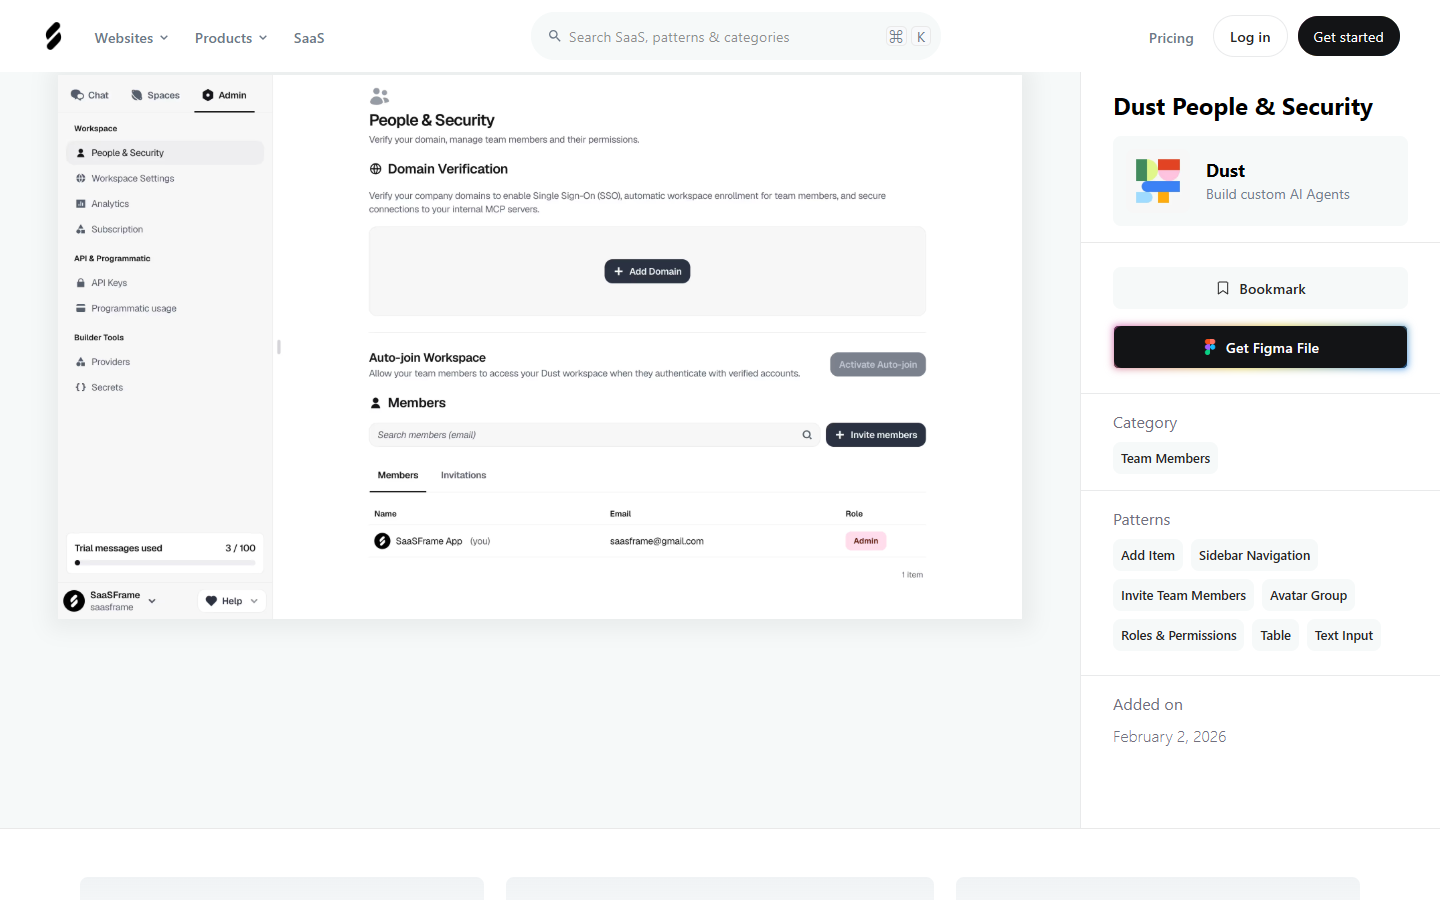 Websites
Products
SaaS
Search SaaS, patterns & categories
⌘ K
Pricing
Log in
Get started
Chat
Spaces
Admin
Workspace
People & Security
Workspace Settings
Analytics
Subscription
API & Programmatic
API Keys
Programmatic usage
Builder Tools
Providers
Secrets
Trial messages used 3 / 100
SaaSFrame
saasframe
Help
People & Security
Verify your domain, manage team members and their permissions.
Domain Verification
Verify your company domains to enable Single Sign-On (SSO), automatic workspace enrollment for team members, and secure
connections to your internal MCP servers.
Add Domain
Auto-join Workspace
Allow your team members to access your Dust workspace when they authenticate with verified accounts.
Activate Auto-join
Members
Search members (email)
Invite members
Members Invitations
Name Email Role
SaaSFrame App (you) saasframe@gmail.com Admin
1 item
Dust People & Security
Dust
Build custom AI Agents
Bookmark
Get Figma File
Category
Team Members
Patterns
Add Item Sidebar Navigation
Invite Team Members Avatar Group
Roles & Permissions Table Text Input
Added on
February 2, 2026